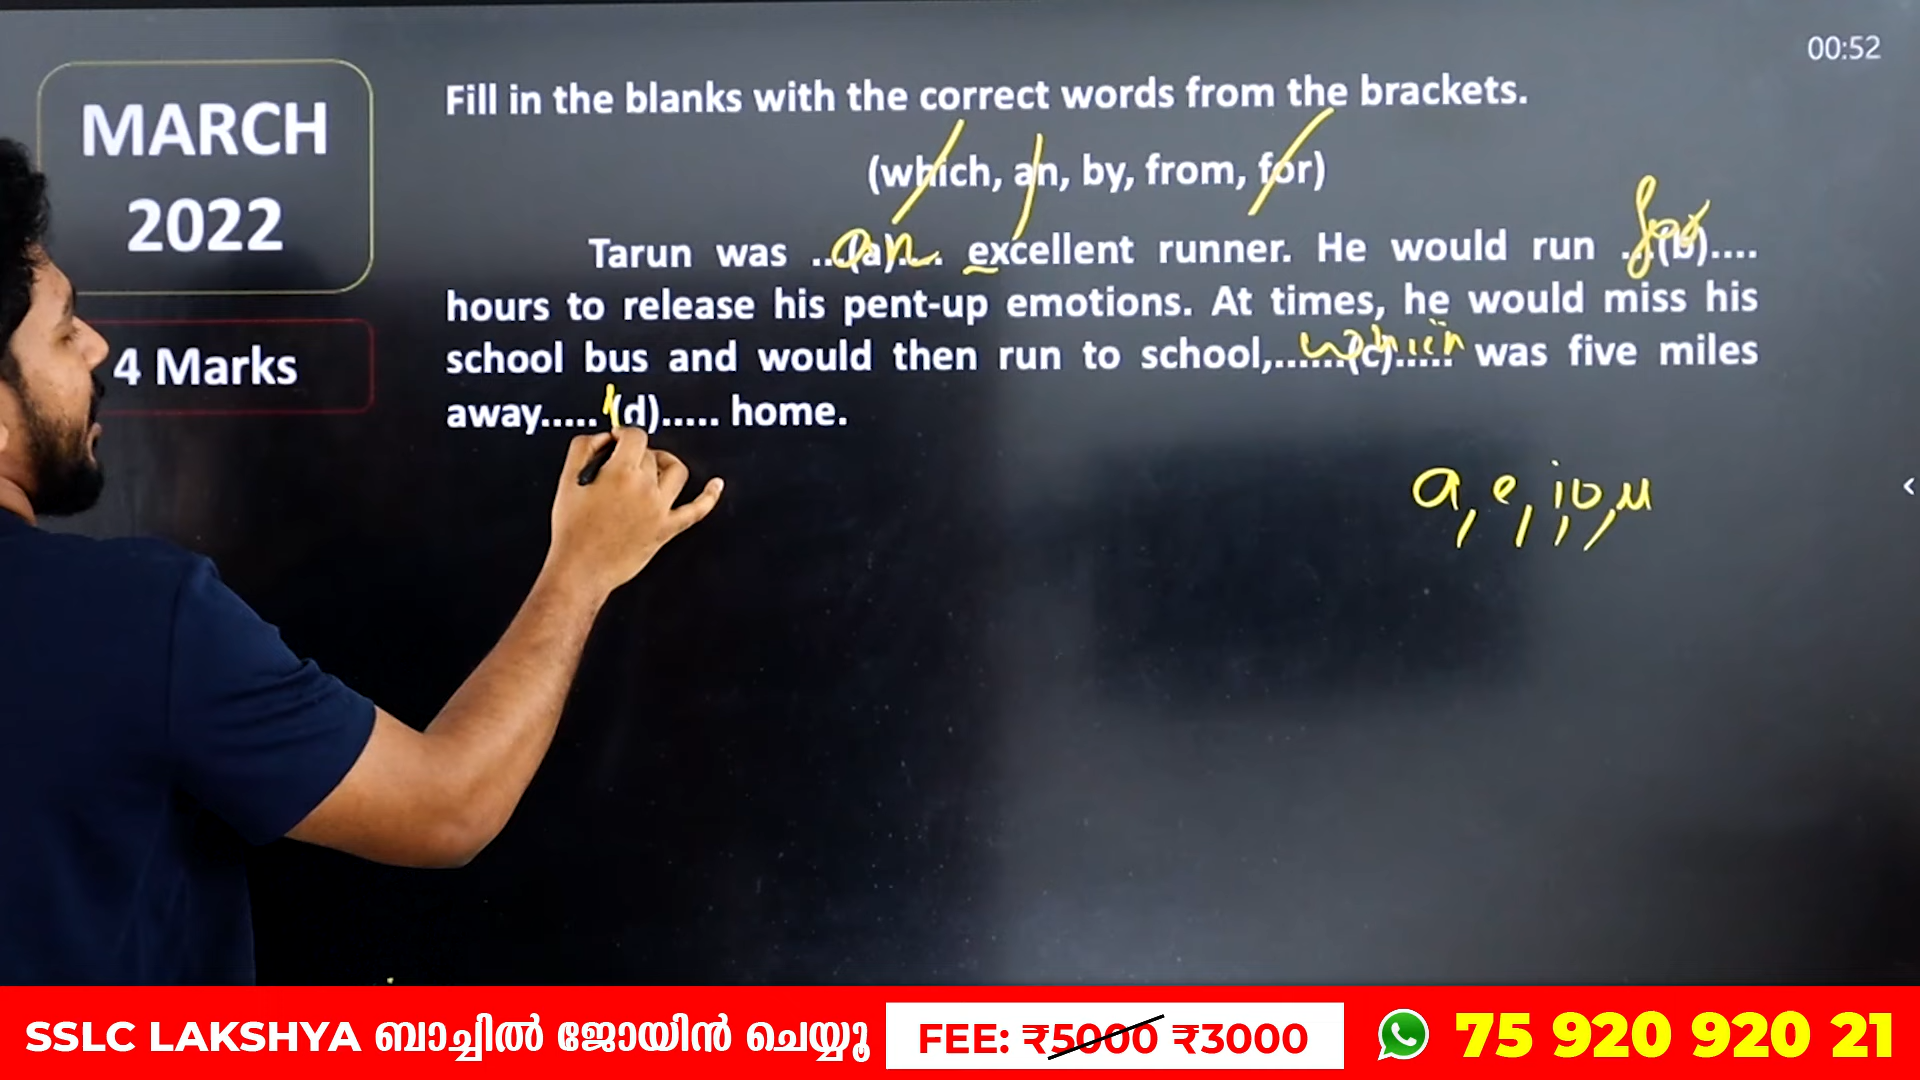 00:52
MARCH
2022
4 Marks
Fill in the blanks with the correct words from the brackets.
(which, an, by, from, for)
Tarun was ...(a).... excellent runner. He would run ...(b)....
an
for
hours to release his pent-up emotions. At times, he would miss his
school bus and would then run to school,......(c)..... was five miles
which
away..... (d)..... home.
a, e, i, o, u
SSLC LAKSHYA ബാച്ചിൽ ജോയിൻ ചെയ്യൂ
FEE: ₹5000 ₹3000
75 920 920 21